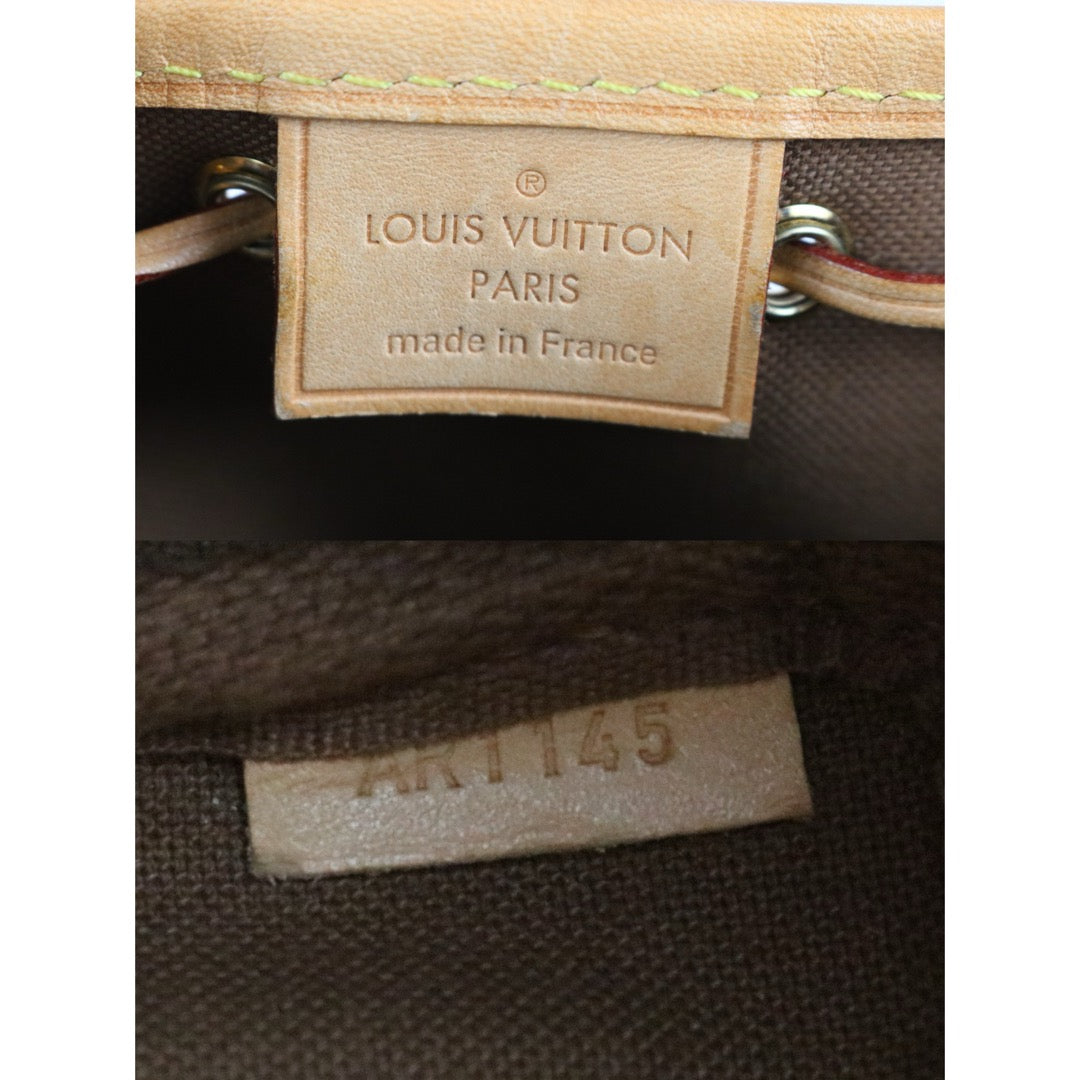 ®
LOUIS VUITTON
PARIS
made in France
AR1145